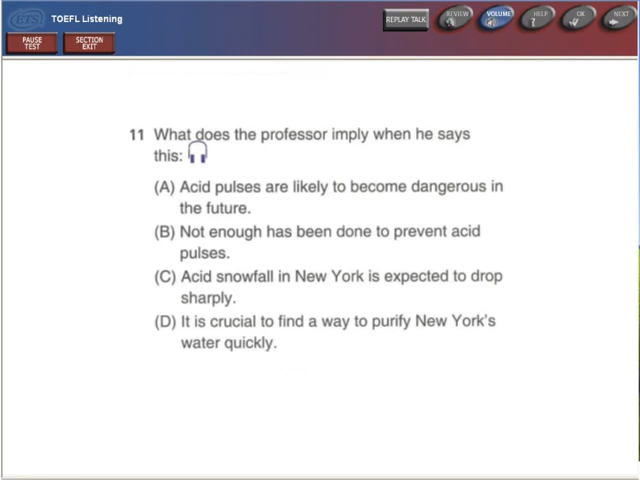 ETS TOEFL Listening
REPLAY TALK
REVIEW
VOLUME
HELP
?
OK
NEXT
PAUSE
TEST
SECTION
EXIT
11 What does the professor imply when he says
this:
(A) Acid pulses are likely to become dangerous in
the future.
(B) Not enough has been done to prevent acid
pulses.
(C) Acid snowfall in New York is expected to drop
sharply.
(D) It is crucial to find a way to purify New York's
water quickly.